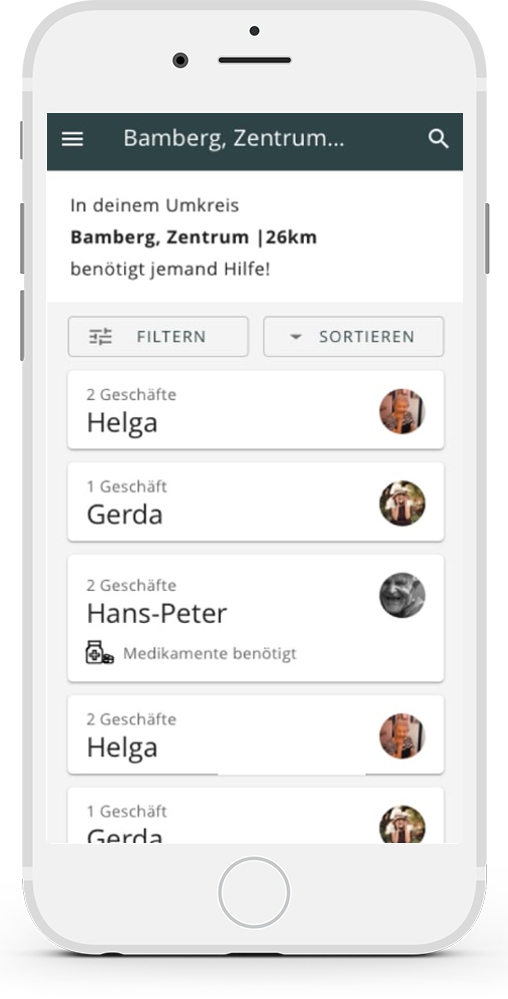 Bamberg, Zentrum...
In deinem Umkreis
Bamberg, Zentrum |26km
benötigt jemand Hilfe!
FILTERN
SORTIEREN
2 Geschäfte
Helga
1 Geschäft
Gerda
2 Geschäfte
Hans-Peter
Medikamente benötigt
2 Geschäfte
Helga
1 Geschäft
Gerda